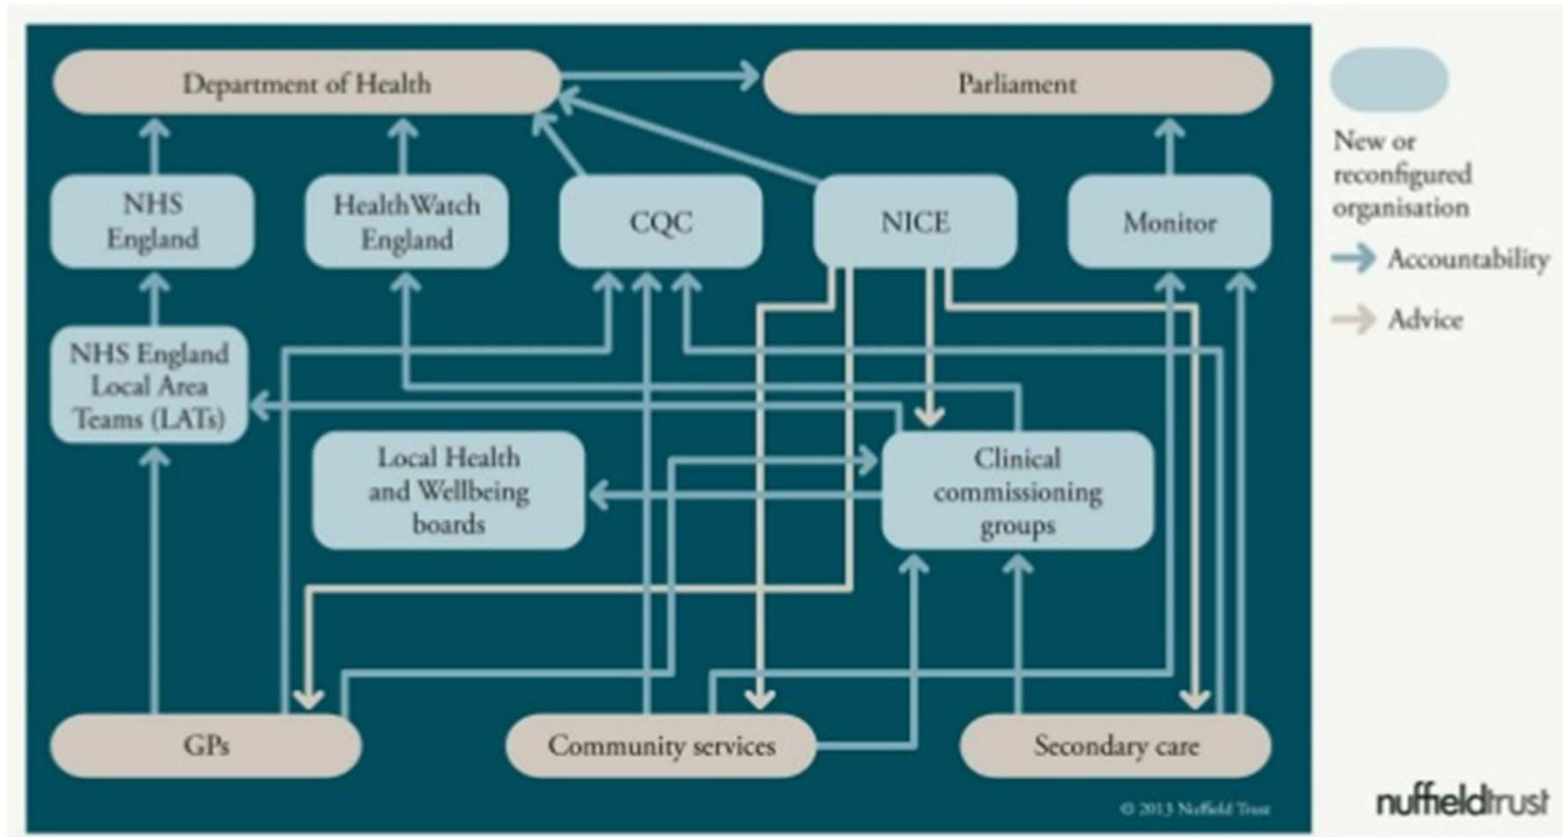 Department of Health
Parliament
NHS
England
HealthWatch
England
CQC
NICE
Monitor
New or
reconfigured
organisation
Accountability
Advice
NHS England
Local Area
Teams (LATs)
Local Health
and Wellbeing
boards
Clinical
commissioning
groups
GPs
Community services
Secondary care
© 2013 Nuffield Trust
nuffieldtrust